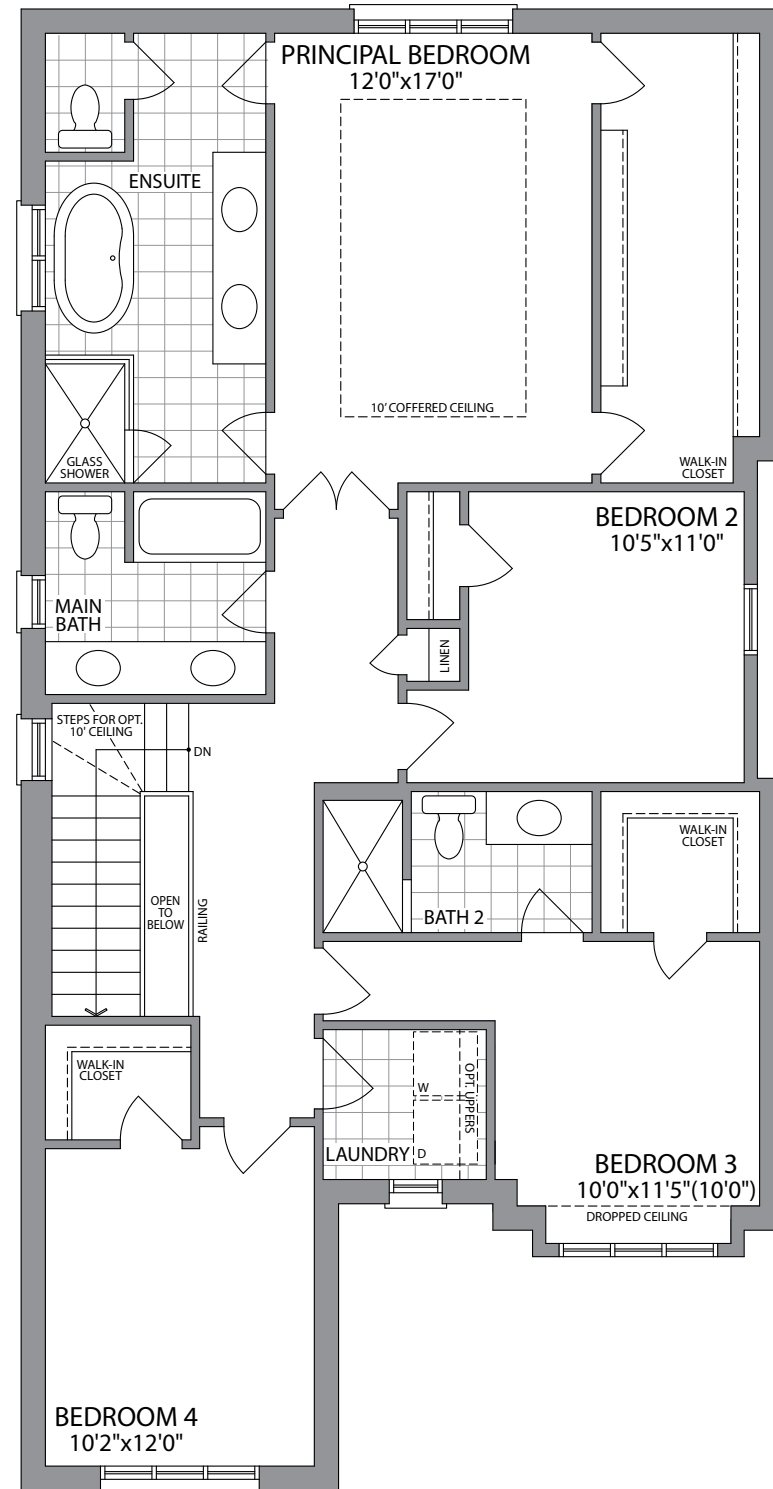 PRINCIPAL BEDROOM
12'0"x17'0"
ENSUITE
10' COFFERED CEILING
GLASS
SHOWER
WALK-IN
CLOSET
BEDROOM 2
10'5"x11'0"
MAIN
BATH
LINEN
STEPS FOR OPT.
10' CEILING
DN
WALK-IN
CLOSET
OPEN
TO
BELOW
RAILING
BATH 2
WALK-IN
CLOSET
W
OPT. UPPERS
LAUNDRY
D
BEDROOM 3
10'0"x11'5"(10'0")
DROPPED CEILING
BEDROOM 4
10'2"x12'0"